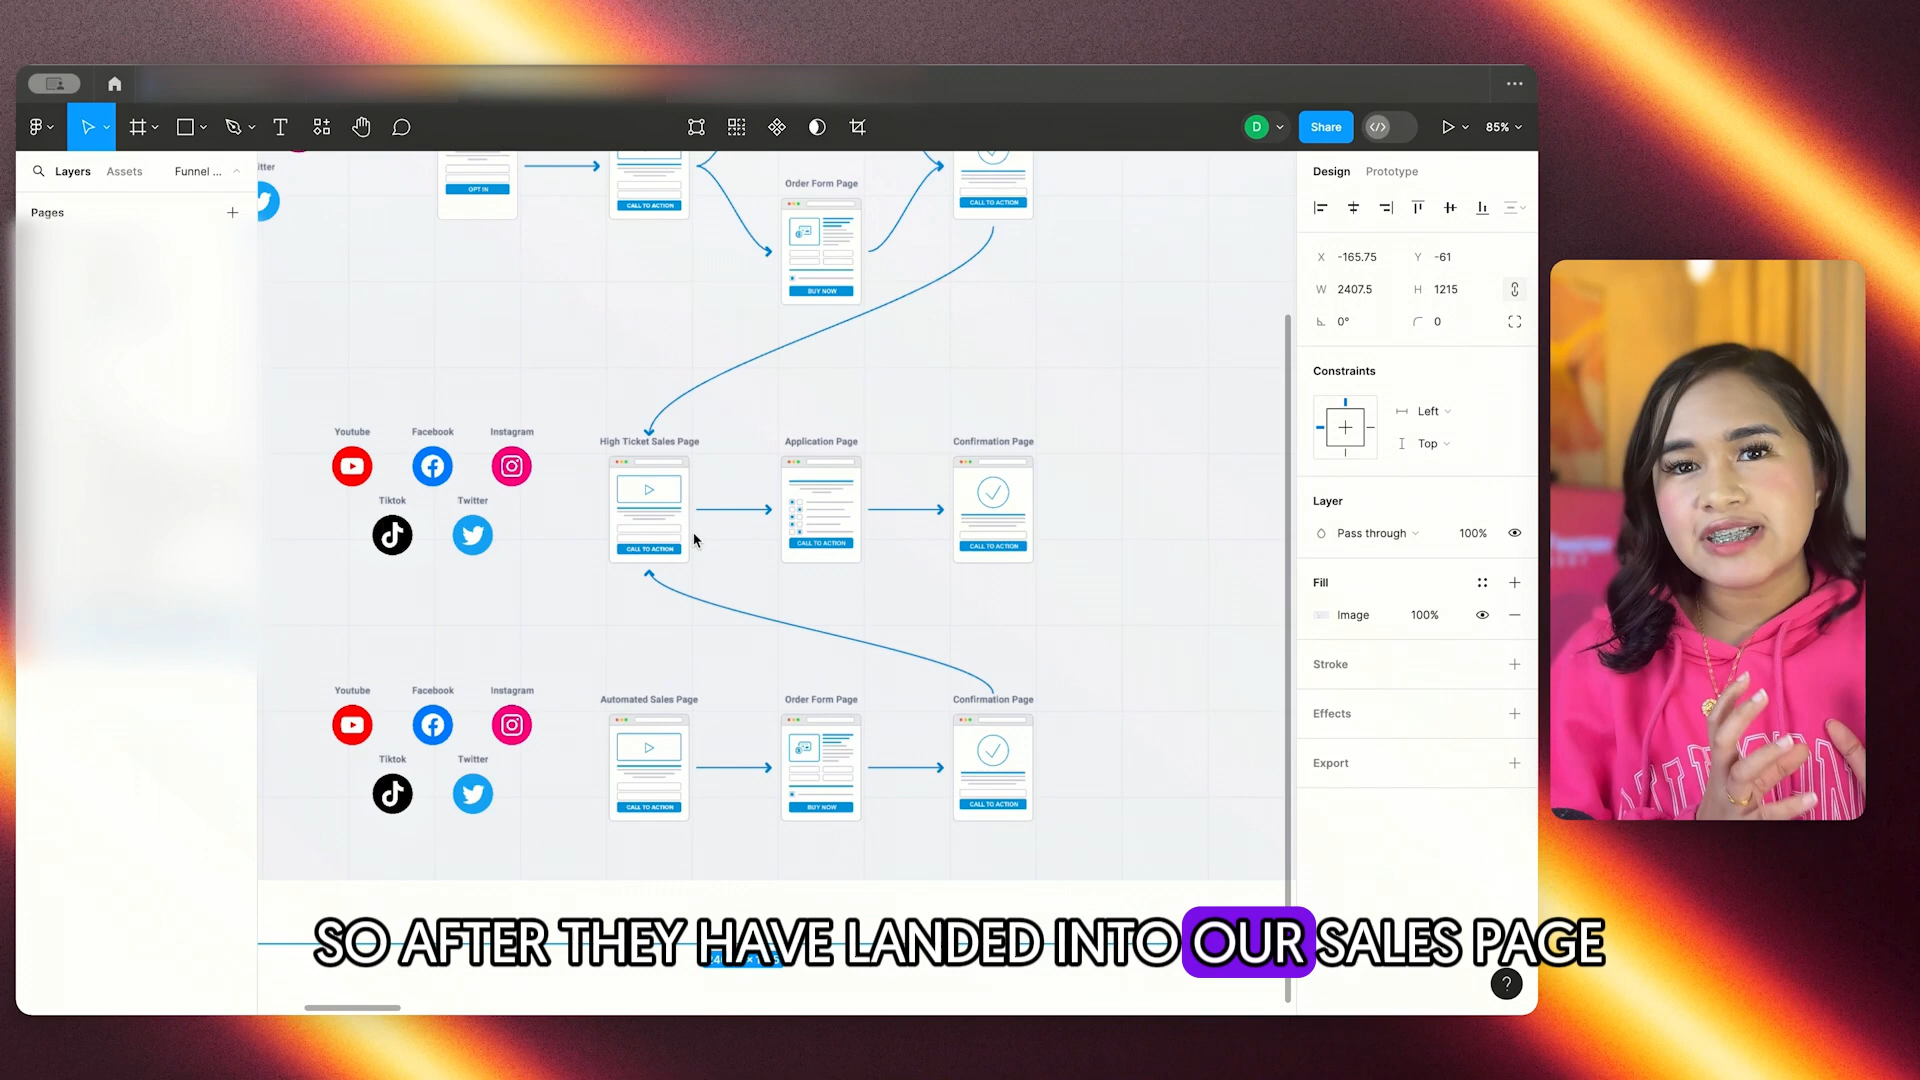 D
Share
85%
Layers
Assets
Funnel ...
Pages
itter
OPT IN
CALL TO ACTION
Order Form Page
BUY NOW
CALL TO ACTION
Youtube
Facebook
Instagram
Tiktok
Twitter
High Ticket Sales Page
CALL TO ACTION
Application Page
CALL TO ACTION
Confirmation Page
CALL TO ACTION
Youtube
Facebook
Instagram
Tiktok
Twitter
Automated Sales Page
CALL TO ACTION
Order Form Page
BUY NOW
Confirmation Page
CALL TO ACTION
Design
Prototype
X -165.75
Y -61
W 2407.5
H 1215
0°
0
Constraints
Left
Top
Layer
Pass through
100%
Fill
Image
100%
Stroke
Effects
Export
?
SO AFTER THEY HAVE LANDED INTO OUR SALES PAGE